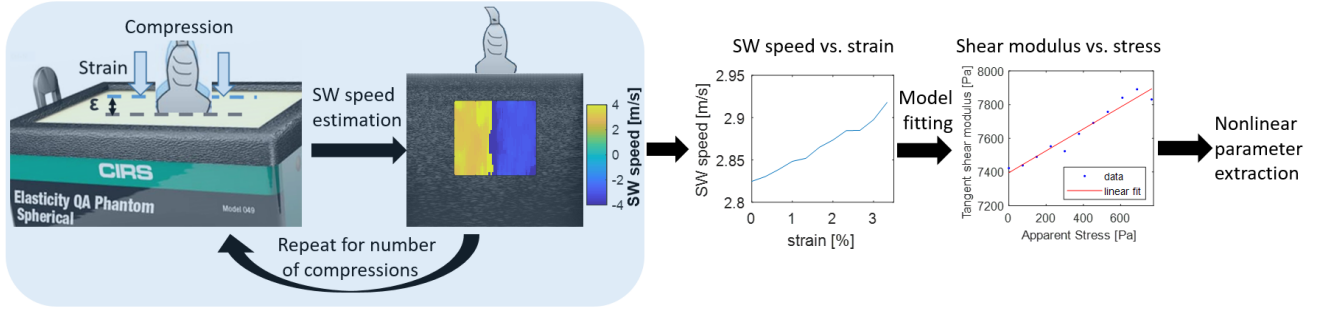 Compression
Strain
ε
CIRS
Elasticity QA Phantom
Spherical
Model 049
SW speed
estimation
SW speed [m/s]
4
2
0
-2
-4
Repeat for number
of compressions
SW speed vs. strain
SW speed [m/s]
2.95
2.9
2.85
2.8
0
1
2
3
strain [%]
Model
fitting
Shear modulus vs. stress
Tangent shear modulus [Pa]
8000
7800
7600
7400
7200
0
200
400
600
data
linear fit
Apparent Stress [Pa]
Nonlinear
parameter
extraction